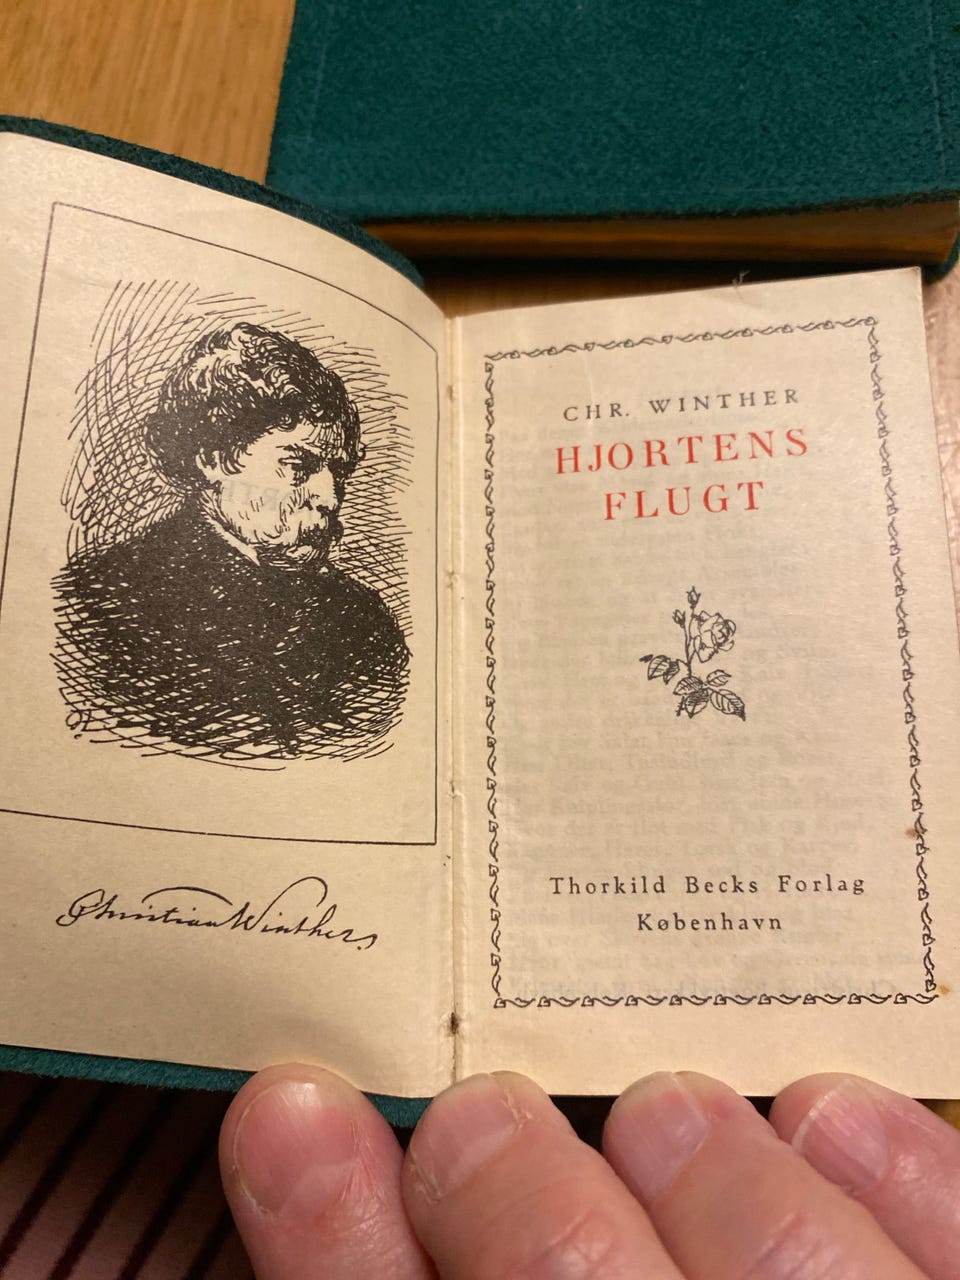 Christian Winther.
CHR. WINTHER
HJORTENS
FLUGT
Thorkild Becks Forlag
København